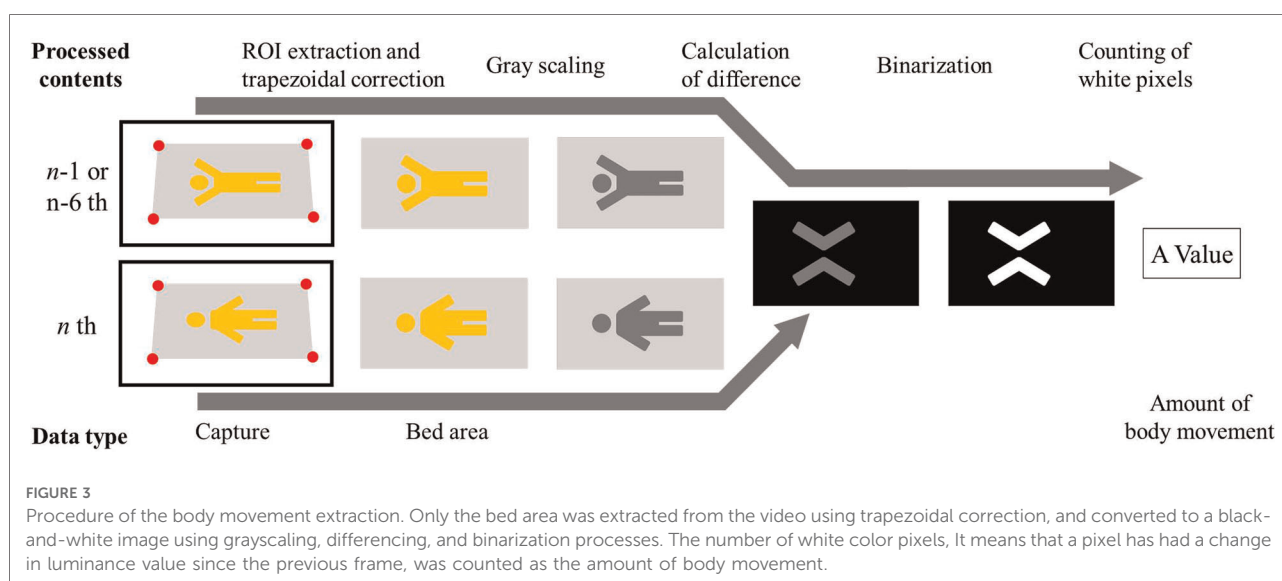 Processed contents
ROI extraction and trapezoidal correction
Gray scaling
Calculation of difference
Binarization
Counting of white pixels
n-1 or
n-6 th
n th
A Value
Data type
Capture
Bed area
Amount of body movement
FIGURE 3
Procedure of the body movement extraction. Only the bed area was extracted from the video using trapezoidal correction, and converted to a black-
and-white image using grayscaling, differencing, and binarization processes. The number of white color pixels, It means that a pixel has had a change
in luminance value since the previous frame, was counted as the amount of body movement.